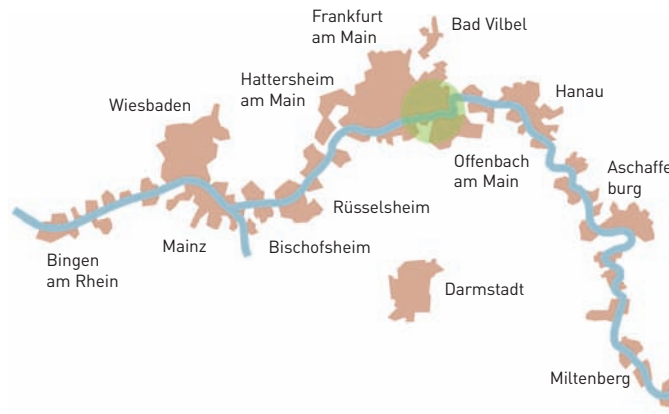 Frankfurt
am Main
Bad Vilbel
Hattersheim
am Main
Wiesbaden
Hanau
Offenbach
am Main
Aschaffe
burg
Rüsselsheim
Mainz
Bischofsheim
Bingen
am Rhein
Darmstadt
Miltenberg